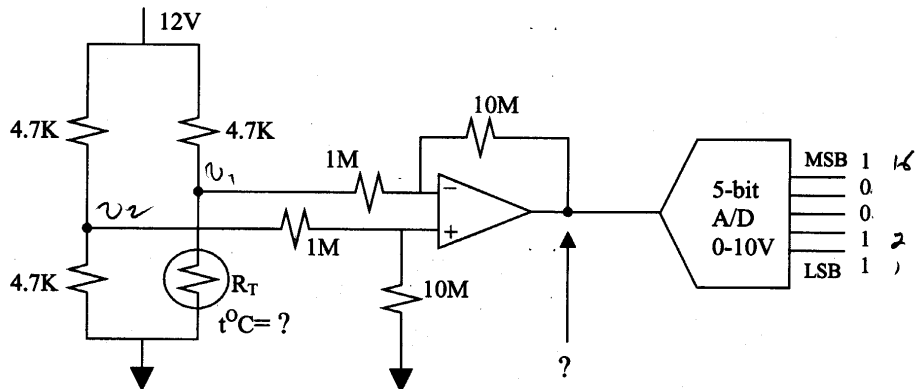 12V
4.7K
4.7K
10M
1M
MSB 1 16
0.
5-bit
A/D
0-10V
0.
1 2
LSB 1 1
v1
v2
1M
4.7K
RT
t°C= ?
10M
−
+
?